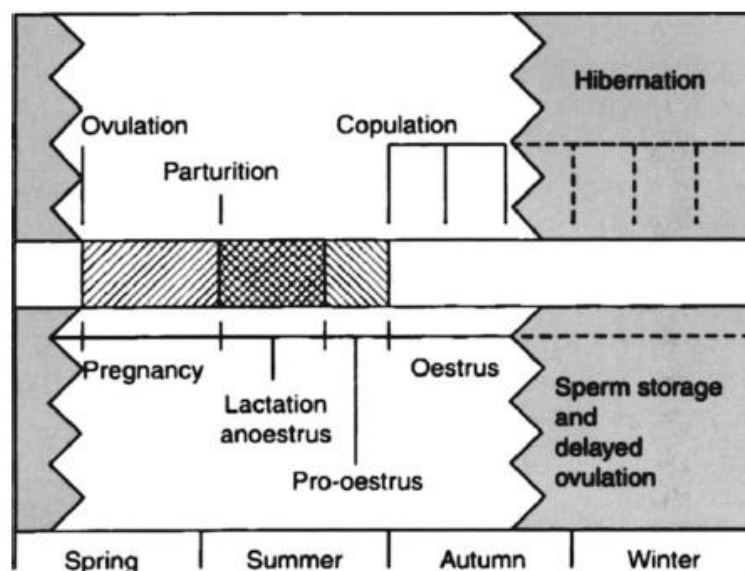 Hibernation
Ovulation
Copulation
Parturition
Pregnancy
Oestrus
Lactation
anoestrus
Sperm storage
and
delayed
ovulation
Pro-oestrus
Spring
Summer
Autumn
Winter